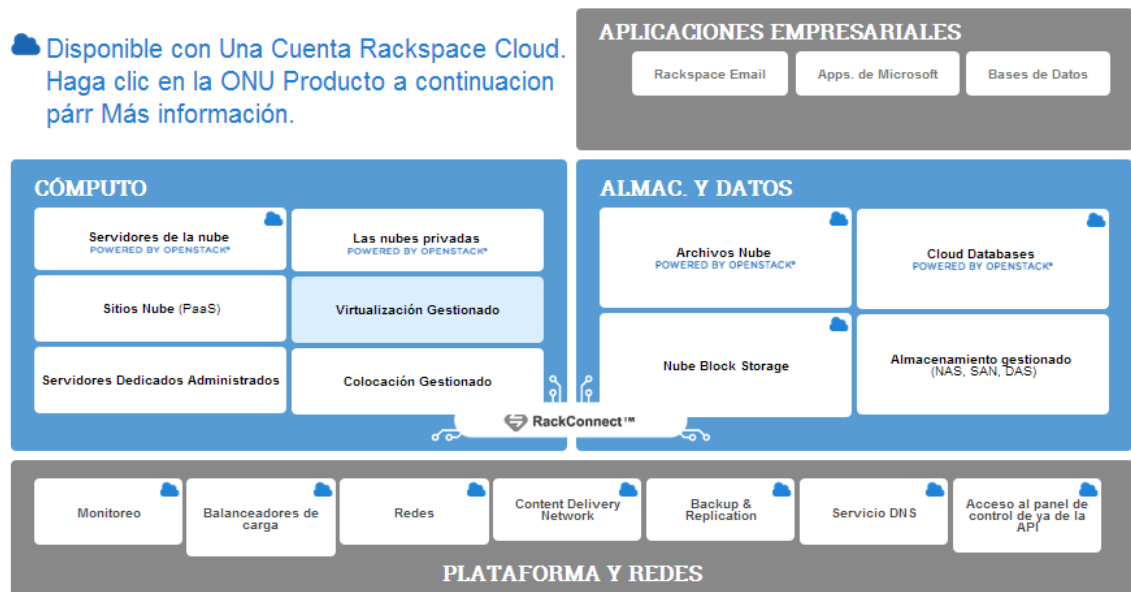 Disponible con Una Cuenta Rackspace Cloud.
Haga clic en la ONU Producto a continuacion
párr Más información.
APLICACIONES EMPRESARIALES
Rackspace Email
Apps. de Microsoft
Bases de Datos
CÓMPUTO
Servidores de la nube
POWERED BY OPENSTACK®
Las nubes privadas
POWERED BY OPENSTACK®
Sitios Nube (PaaS)
Virtualización Gestionado
Servidores Dedicados Administrados
Colocación Gestionado
ALMAC. Y DATOS
Archivos Nube
POWERED BY OPENSTACK®
Cloud Databases
POWERED BY OPENSTACK®
Nube Block Storage
Almacenamiento gestionado
(NAS, SAN, DAS)
RackConnect™
Monitoreo
Balanceadores de
carga
Redes
Content Delivery
Network
Backup &
Replication
Servicio DNS
Acceso al panel de
control de ya de la
API
PLATAFORMA Y REDES